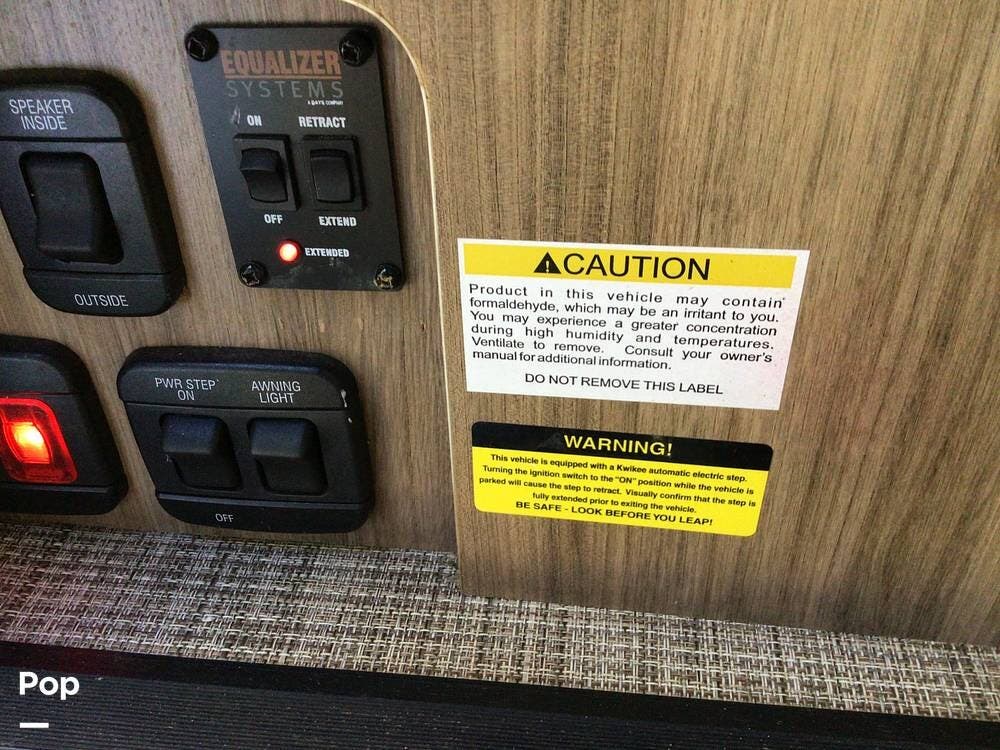 SPEAKER
INSIDE
OUTSIDE
EQUALIZER
SYSTEMS
A DAYS COMPANY
ON RETRACT
OFF EXTEND
EXTENDED
PWR STEP
ON
AWNING
LIGHT
OFF
CAUTION
Product in this vehicle may contain
formaldehyde, which may be an irritant to you.
You may experience a greater concentration
during high humidity and temperatures.
Ventilate to remove. Consult your owner's
manual for additional information.
DO NOT REMOVE THIS LABEL
WARNING!
This vehicle is equipped with a Kwikee automatic electric step.
Turning the ignition switch to the "ON" position while the vehicle is
parked will cause the step to retract. Visually confirm that the step is
fully extended prior to exiting the vehicle.
BE SAFE - LOOK BEFORE YOU LEAP!
Pop